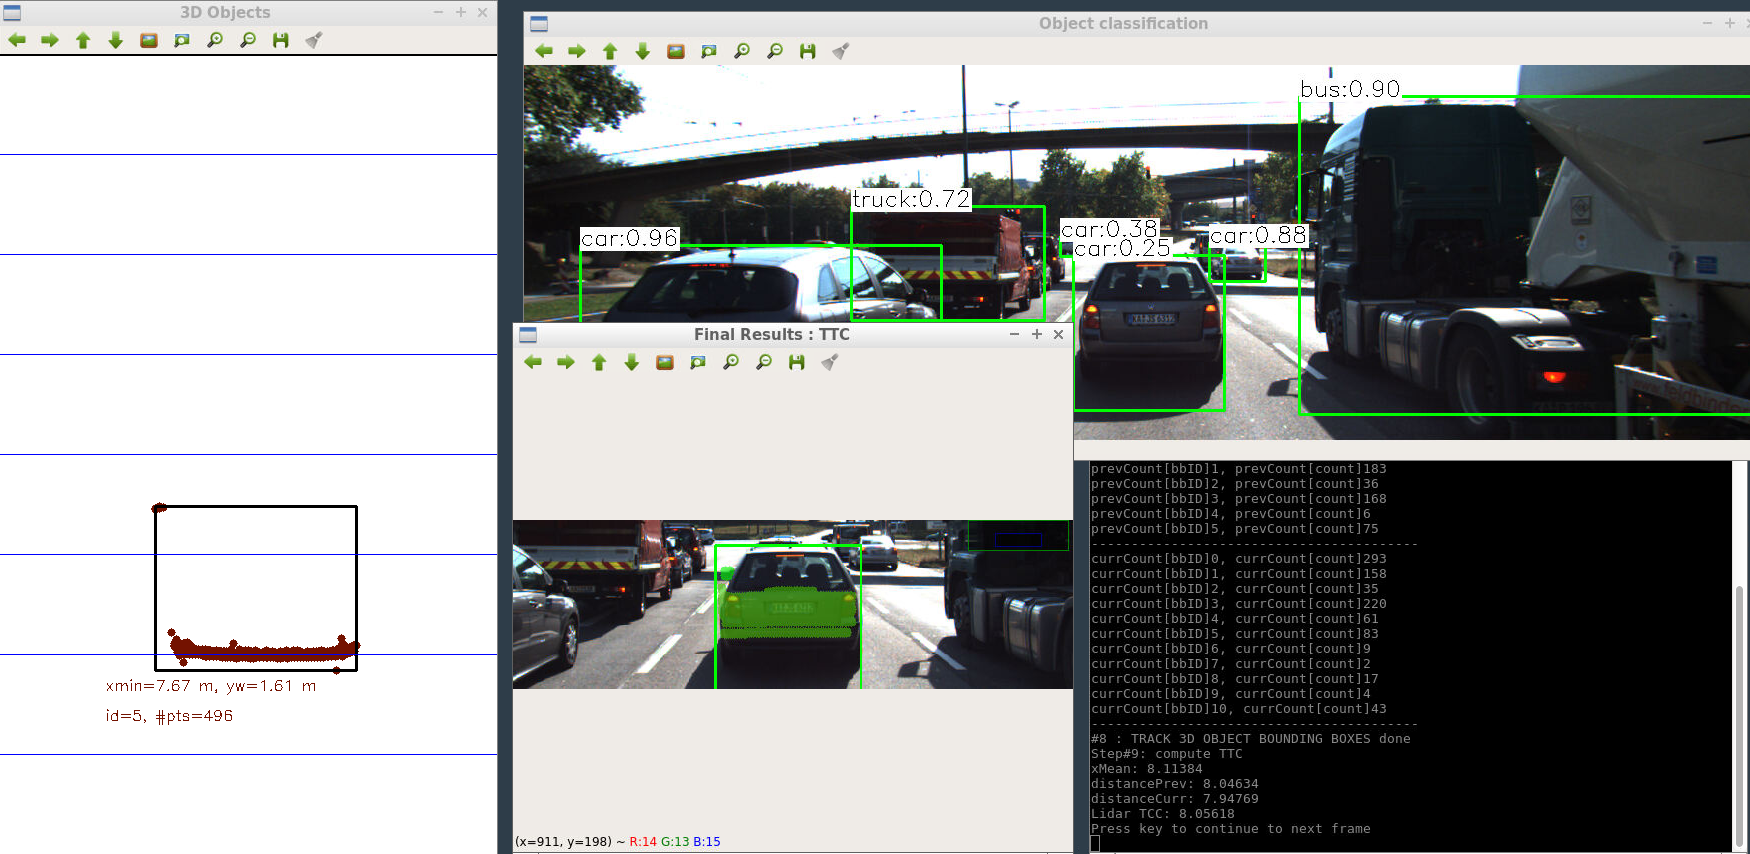 3D Objects
xmin=7.67 m, yw=1.61 m
id=5, #pts=496
Object classification
bus:0.90
truck:0.72
car:0.96
car:0.38
car:0.25
car:0.88
Final Results : TTC
(x=911, y=198) ~ R:14 G:13 B:15
prevCount[bbID]1, prevCount[count]183
prevCount[bbID]2, prevCount[count]36
prevCount[bbID]3, prevCount[count]168
prevCount[bbID]4, prevCount[count]6
prevCount[bbID]5, prevCount[count]75
-----------------------------------------
currCount[bbID]0, currCount[count]293
currCount[bbID]1, currCount[count]158
currCount[bbID]2, currCount[count]35
currCount[bbID]3, currCount[count]220
currCount[bbID]4, currCount[count]61
currCount[bbID]5, currCount[count]83
currCount[bbID]6, currCount[count]9
currCount[bbID]7, currCount[count]2
currCount[bbID]8, currCount[count]17
currCount[bbID]9, currCount[count]4
currCount[bbID]10, currCount[count]43
-----------------------------------------
#8 : TRACK 3D OBJECT BOUNDING BOXES done
Step#9: compute TTC
xMean: 8.11384
distancePrev: 8.04634
distanceCurr: 7.94769
Lidar TCC: 8.05618
Press key to continue to next frame